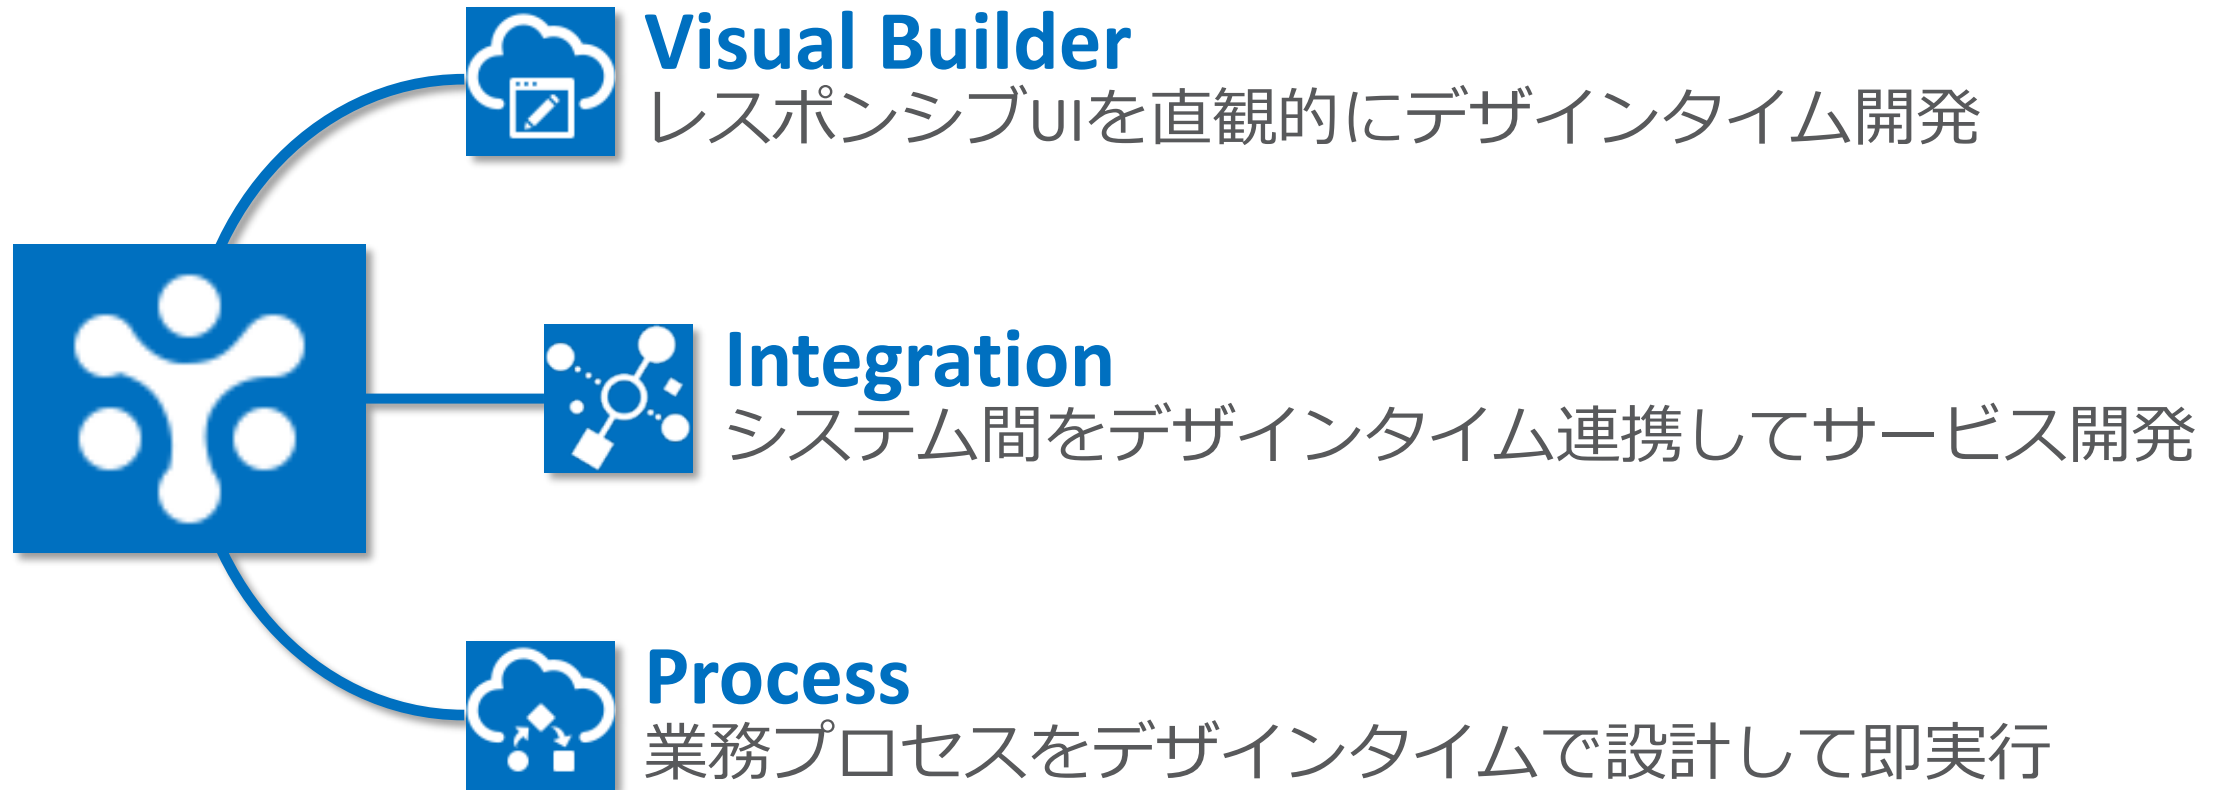 Visual Builder
レスポンシブUIを直観的にデザインタイム開発
Integration
システム間をデザインタイム連携してサービス開発
Process
業務プロセスをデザインタイムで設計して即実行